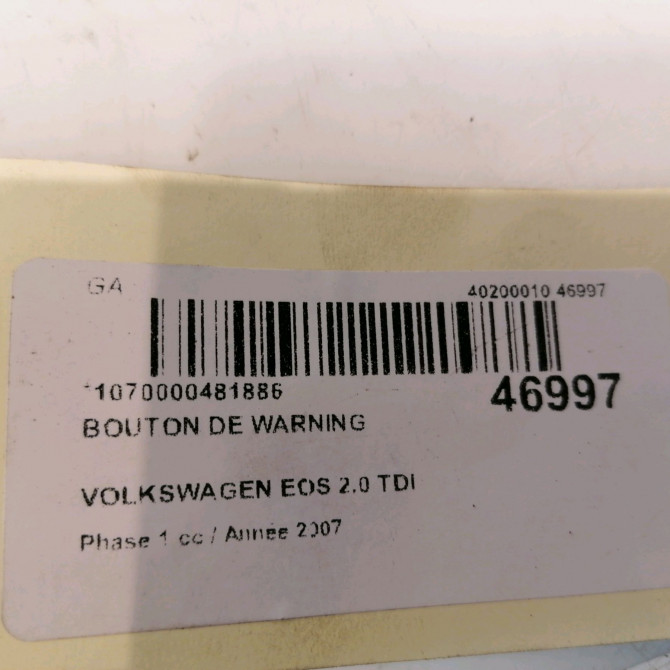 GA
40200010 46997
*1070000481886
46997
BOUTON DE WARNING
VOLKSWAGEN EOS 2.0 TDI
Phase 1 cc / Année 2007